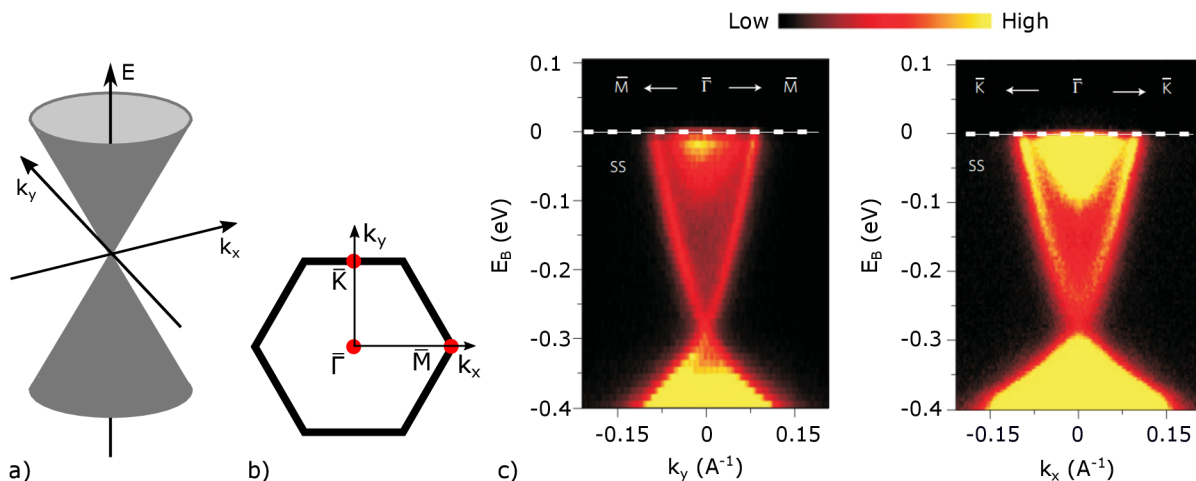 Low High
a)
E
k_y
k_x
b)
k_y
K̄
Γ̄
M̄
k_x
c)
0.1
0
-0.1
-0.2
-0.3
-0.4
E_B (eV)
M̄ ← Γ̄ → M̄
SS
-0.15 0 0.15
k_y (A⁻¹)
0.1
0
-0.1
-0.2
-0.3
-0.4
E_B (eV)
K̄ ← Γ̄ → K̄
SS
-0.15 0 0.15
k_x (A⁻¹)